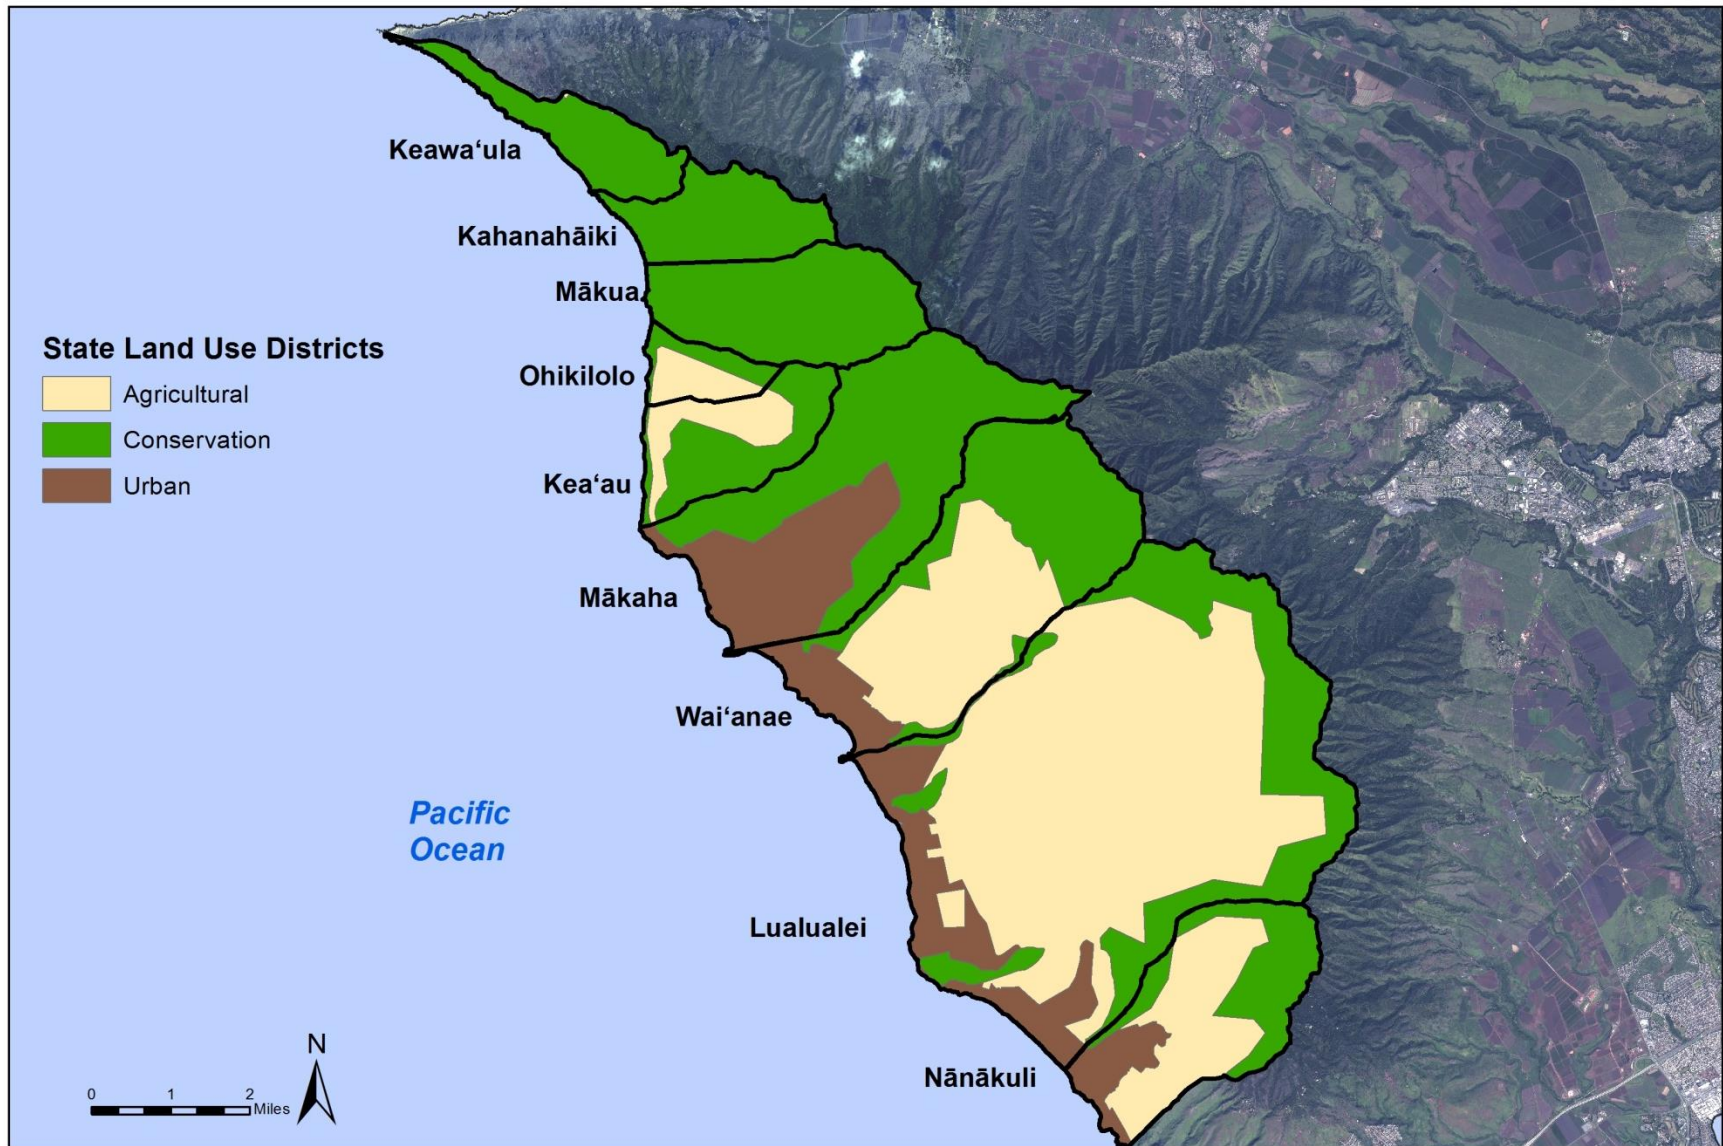 Keawaʻula
Kahanahāiki
Mākua
State Land Use Districts
Ohikilolo
Agricultural
Conservation
Keaʻau
Urban
Mākaha
Waiʻanae
Pacific
Ocean
Lualualei
N
Nānākuli
0 1 2
Miles